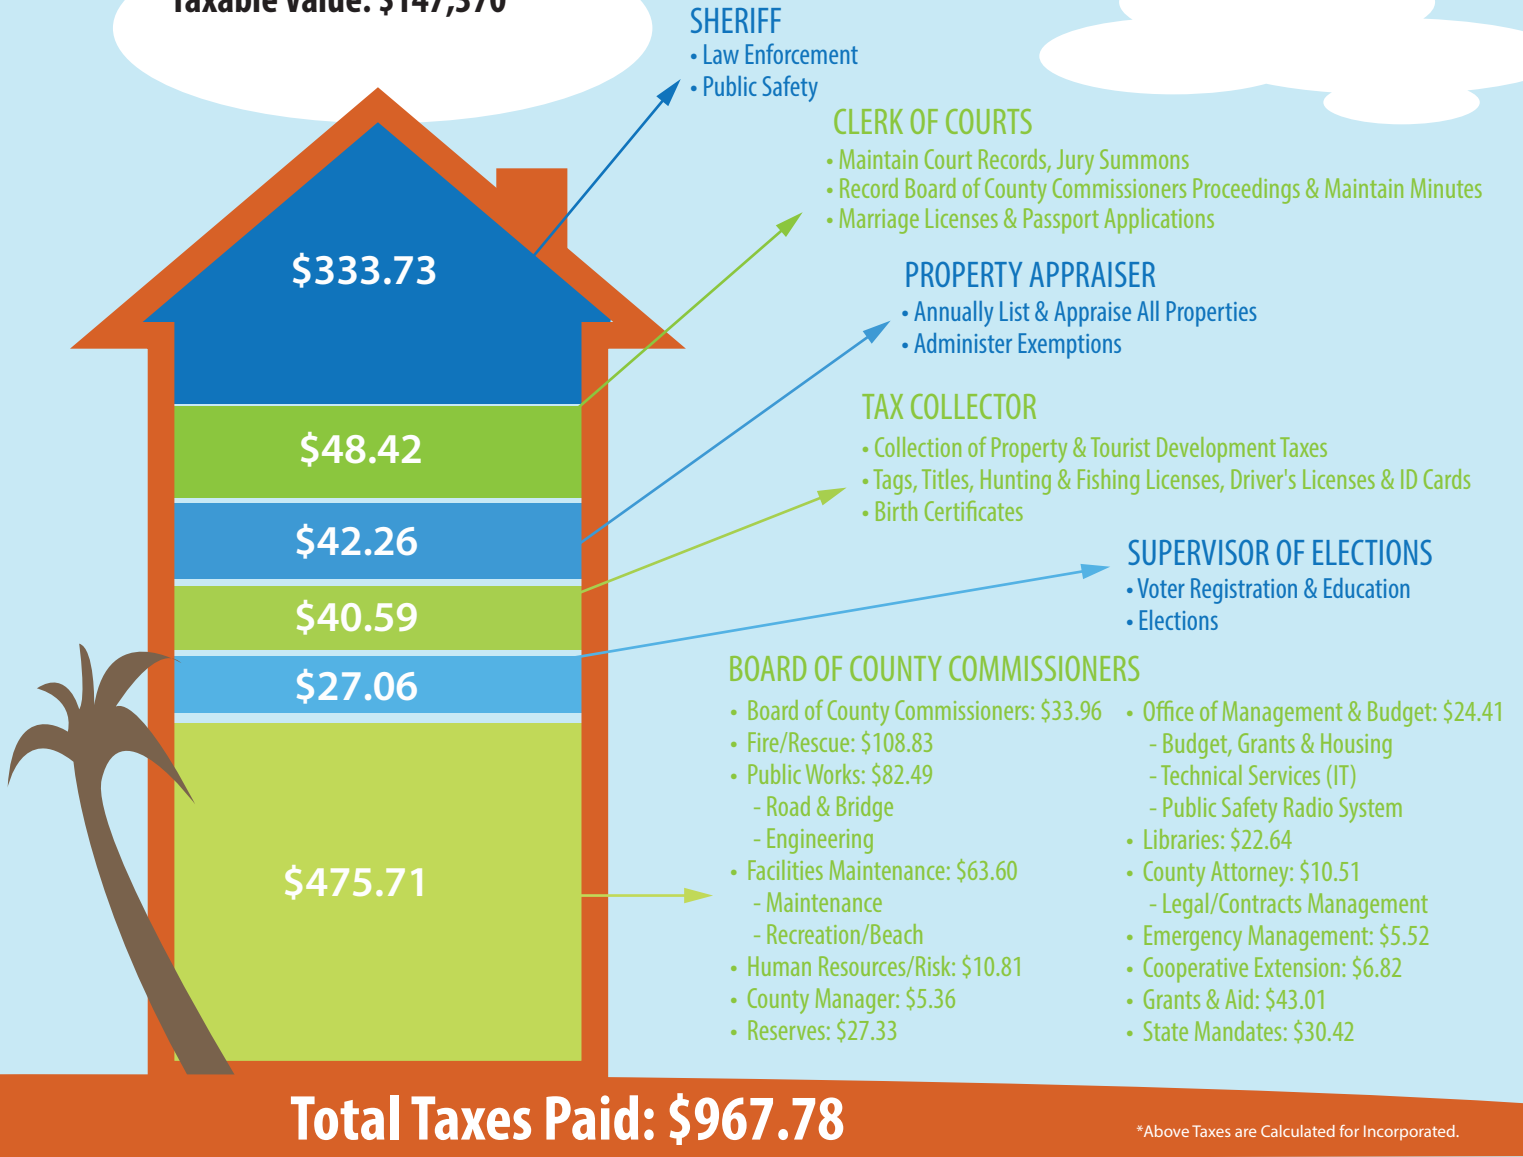 Taxable Value: $147,570
SHERIFF
• Law Enforcement
• Public Safety
CLERK OF COURTS
• Maintain Court Records, Jury Summons
• Record Board of County Commissioners Proceedings & Maintain Minutes
• Marriage Licenses & Passport Applications
PROPERTY APPRAISER
• Annually List & Appraise All Properties
• Administer Exemptions
TAX COLLECTOR
• Collection of Property & Tourist Development Taxes
• Tags, Titles, Hunting & Fishing Licenses, Driver's Licenses & ID Cards
• Birth Certificates
SUPERVISOR OF ELECTIONS
• Voter Registration & Education
• Elections
BOARD OF COUNTY COMMISSIONERS
• Board of County Commissioners: $33.96
• Fire/Rescue: $108.83
• Public Works: $82.49
- Road & Bridge
- Engineering
• Facilities Maintenance: $63.60
- Maintenance
- Recreation/Beach
• Human Resources/Risk: $10.81
• County Manager: $5.36
• Reserves: $27.33
• Office of Management & Budget: $24.41
- Budget, Grants & Housing
- Technical Services (IT)
- Public Safety Radio System
• Libraries: $22.64
• County Attorney: $10.51
- Legal/Contracts Management
• Emergency Management: $5.52
• Cooperative Extension: $6.82
• Grants & Aid: $43.01
• State Mandates: $30.42
$333.73
$48.42
$42.26
$40.59
$27.06
$475.71
Total Taxes Paid: $967.78
*Above Taxes are Calculated for Incorporated.